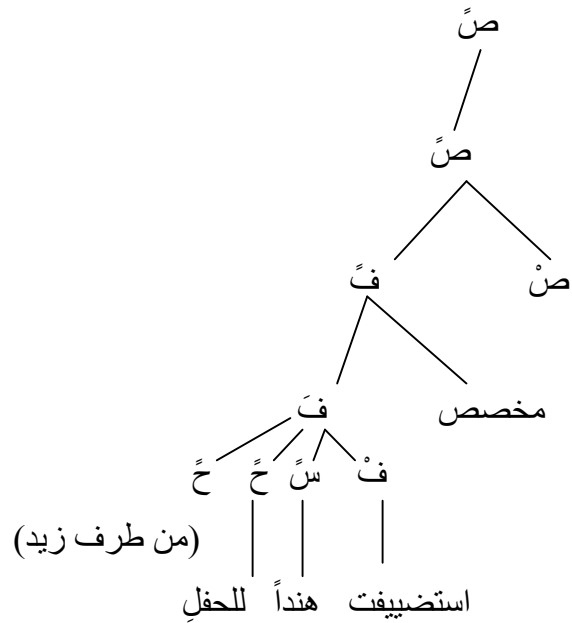 صً
صً
صْ فً
مخصص فَ
فْ سً حً حً
(من طرف زيد)
استضييفت هنداً للحفلِ